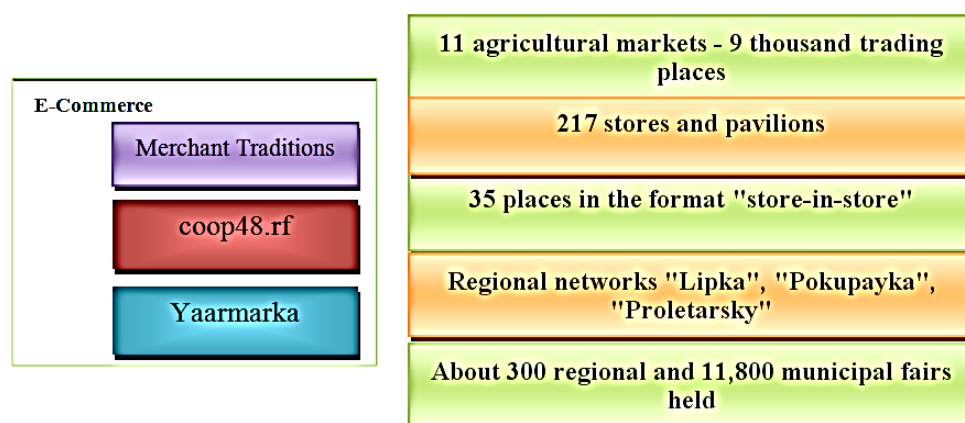 E-Commerce
Merchant Traditions
coop48.rf
Yaarmarka
11 agricultural markets - 9 thousand trading
places
217 stores and pavilions
35 places in the format "store-in-store"
Regional networks "Lipka", "Pokupayka",
"Proletarsky"
About 300 regional and 11,800 municipal fairs
held